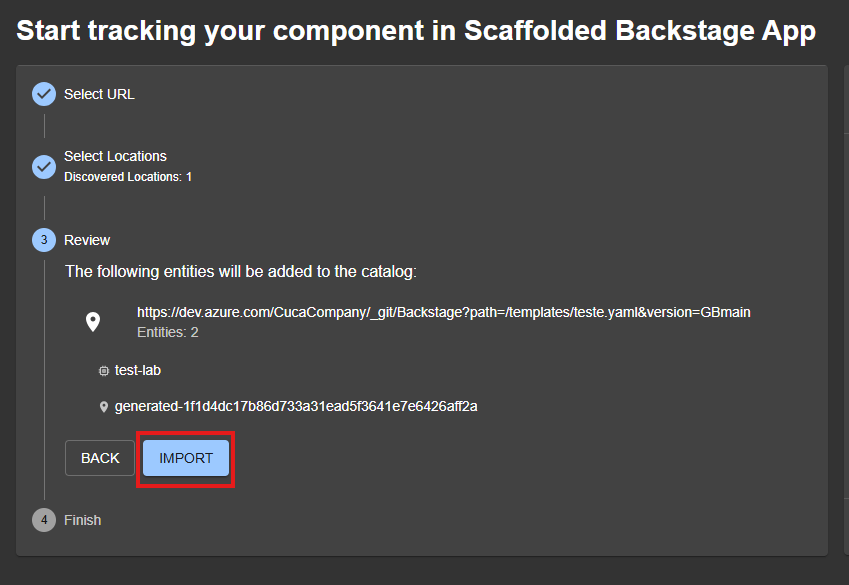 Start tracking your component in Scaffolded Backstage App
Select URL
Select Locations
Discovered Locations: 1
3 Review
The following entities will be added to the catalog:
https://dev.azure.com/CucaCompany/_git/Backstage?path=/templates/teste.yaml&version=GBmain
Entities: 2
test-lab
generated-1f1d4dc17b86d733a31ead5f3641e7e6426aff2a
BACK IMPORT
4 Finish